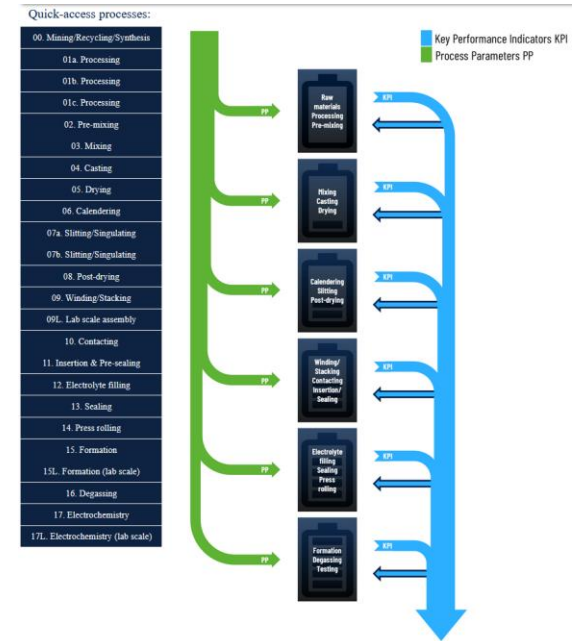 Quick-access processes:
00. Mining/Recycling/Synthesis
01a. Processing
01b. Processing
01c. Processing
02. Pre-mixing
03. Mixing
04. Casting
05. Drying
06. Calendering
07a. Slitting/Singulating
07b. Slitting/Singulating
08. Post-drying
09. Winding/Stacking
09L. Lab scale assembly
10. Contacting
11. Insertion & Pre-sealing
12. Electrolyte filling
13. Sealing
14. Press rolling
15. Formation
15L. Formation (lab scale)
16. Degassing
17. Electrochemistry
17L. Electrochemistry (lab scale)
Key Performance Indicators KPI
Process Parameters PP
PP
Raw
materials
Processing
Pre-mixing
KPI
PP
Mixing
Casting
Drying
KPI
PP
Calendering
Slitting
Post-drying
KPI
PP
Winding/
Stacking
Contacting
Insertion/
Sealing
KPI
PP
Electrolyte
filling
Sealing
Press
rolling
KPI
PP
Formation
Degassing
Testing
KPI